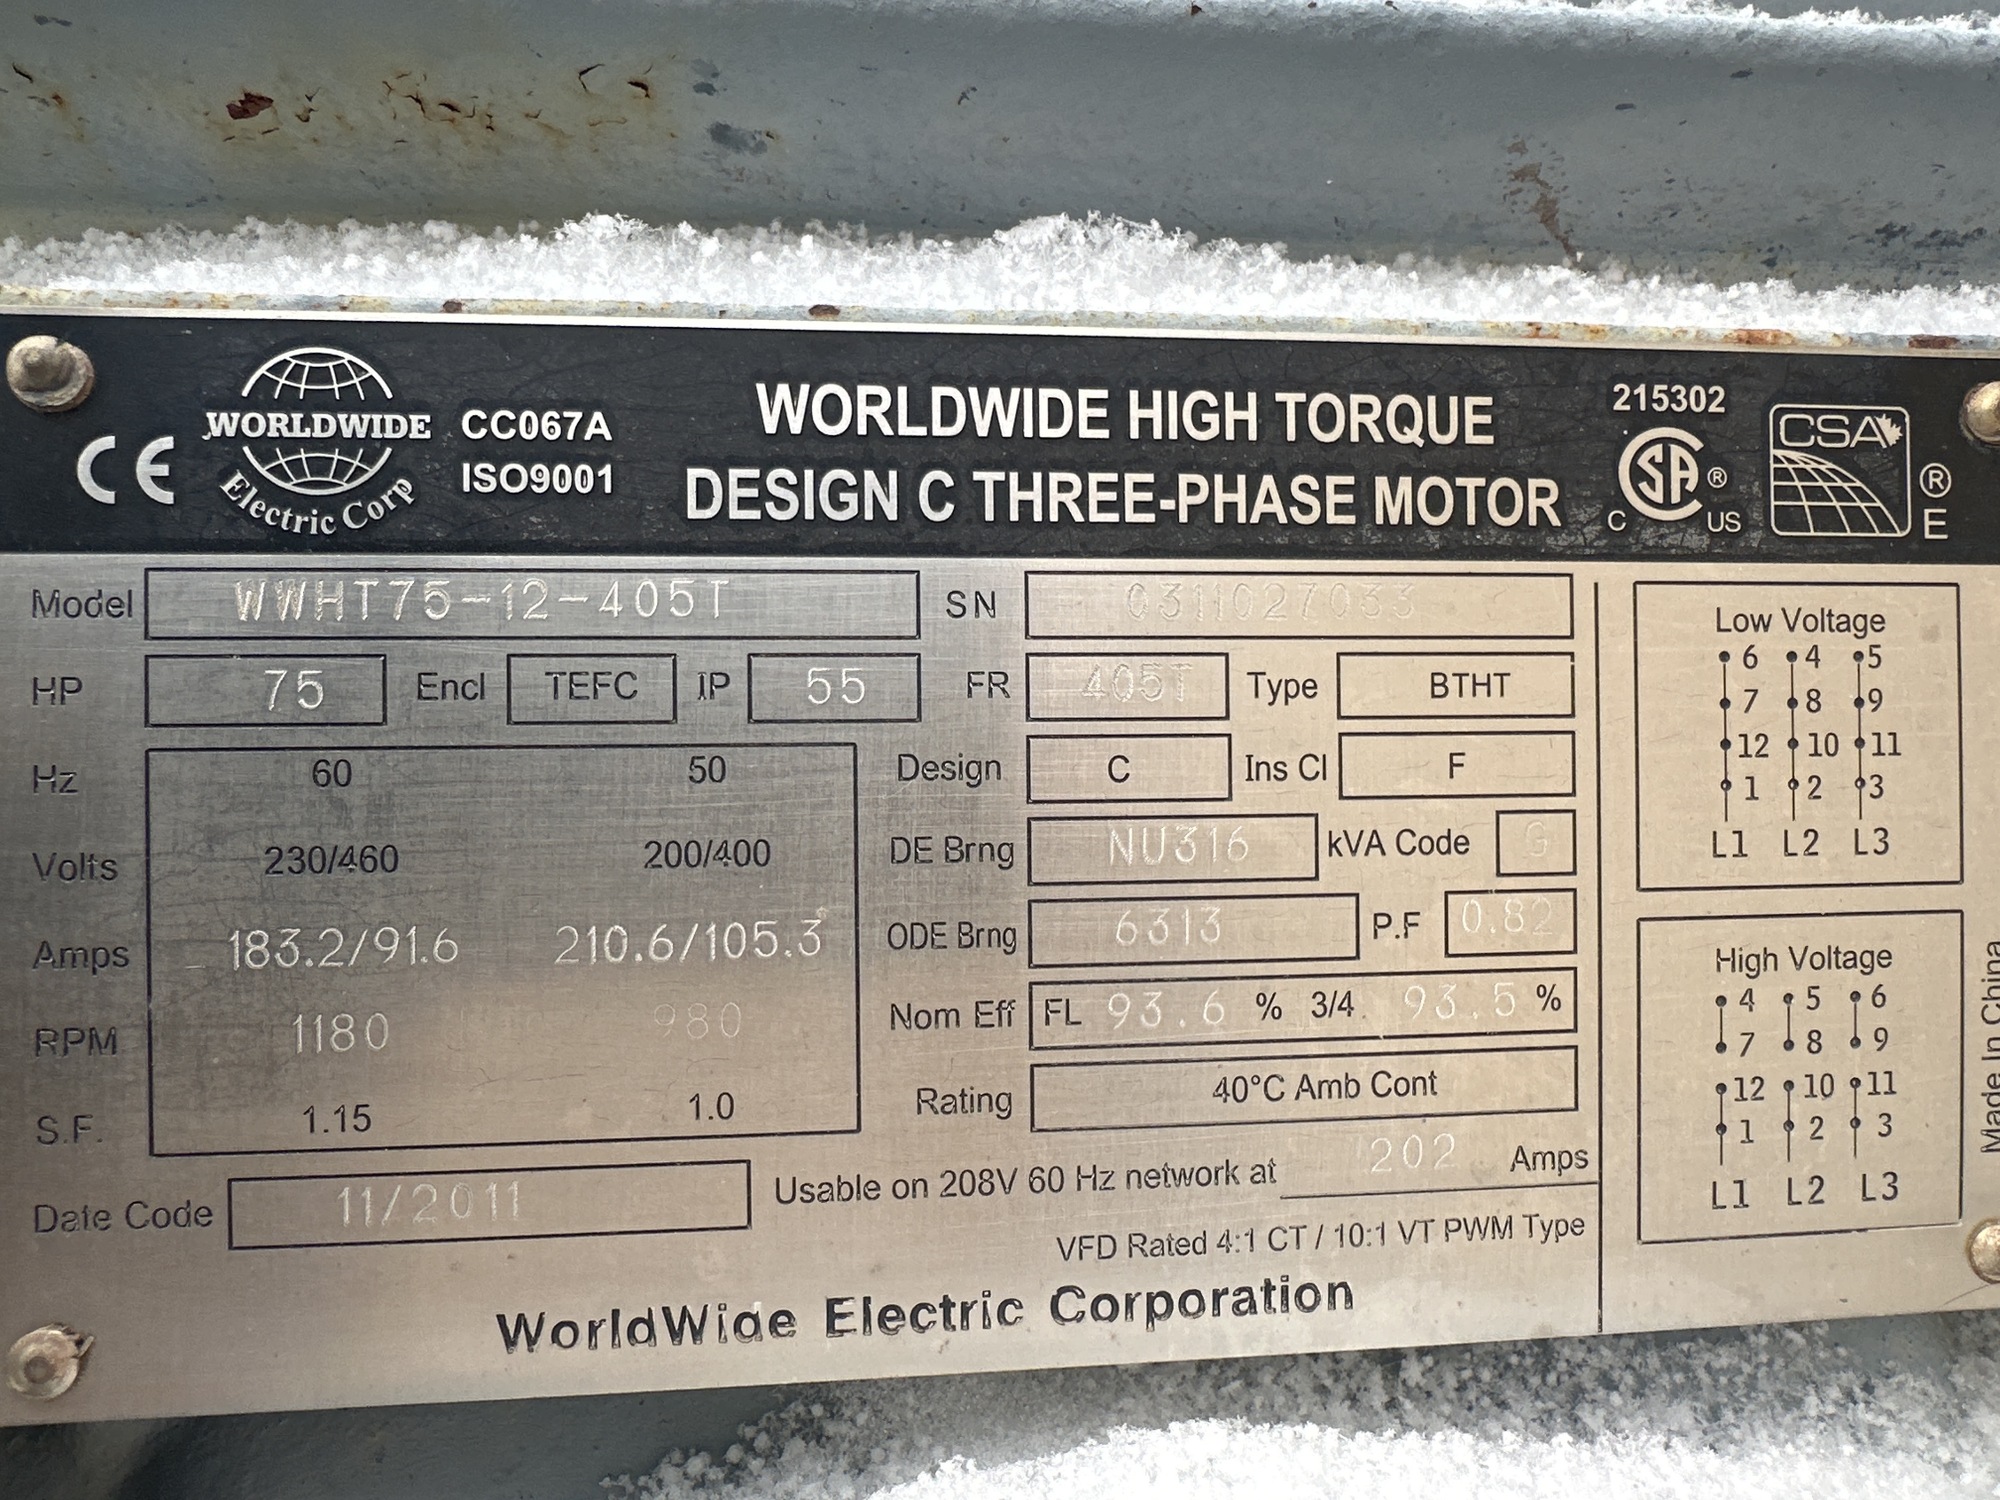 CE WORLDWIDE Electric Corp
CC067A
ISO9001
WORLDWIDE HIGH TORQUE
DESIGN C THREE-PHASE MOTOR
215302
CSA ®
C US
CSA ®
E
Model WWHT75-12-405T SN 0311027033
HP 75 Encl TEFC IP 55 FR 405T Type BTHT
Hz 60 50
Volts 230/460 200/400
Amps 183.2/91.6 210.6/105.3
RPM 1180 980
S.F. 1.15 1.0
Design C Ins Cl F
DE Brng NU316 kVA Code G
ODE Brng 6313 P.F 0.82
Nom Eff FL 93.6 % 3/4 93.5 %
Rating 40°C Amb Cont
Date Code 11/2011
Usable on 208V 60 Hz network at 202 Amps
VFD Rated 4:1 CT / 10:1 VT PWM Type
WorldWide Electric Corporation
Low Voltage
6 4 5
7 8 9
12 10 11
1 2 3
L1 L2 L3
High Voltage
4 5 6
7 8 9
12 10 11
1 2 3
L1 L2 L3
Made In China